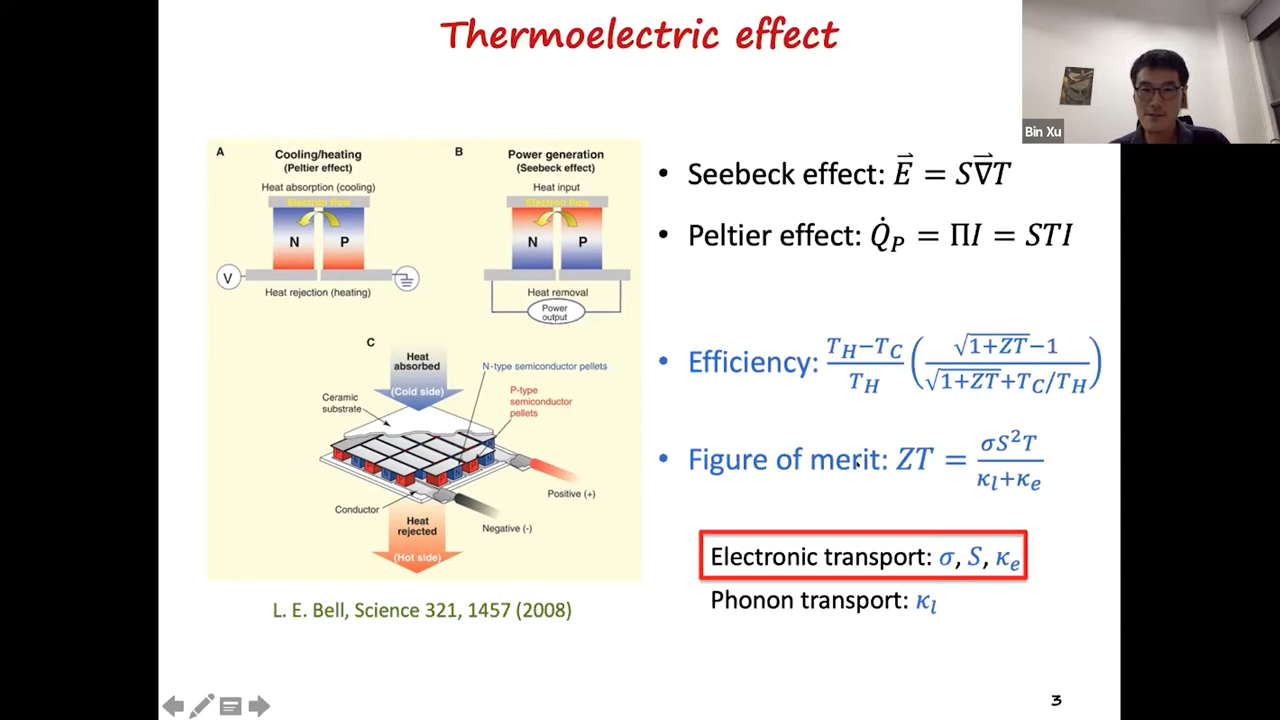 Thermoelectric effect
Bin Xu
A
Cooling/heating
(Peltier effect)
Heat absorption (cooling)
Electron flow
N P
V
Heat rejection (heating)
B
Power generation
(Seebeck effect)
Heat input
Electron flow
N P
Heat removal
Power
output
C
Heat
absorbed
(Cold side)
N-type semiconductor pellets
P-type
semiconductor
pellets
Ceramic
substrate
Positive (+)
Conductor
Negative (-)
Heat
rejected
(Hot side)
L. E. Bell, Science 321, 1457 (2008)
• Seebeck effect: E⃗ = S∇⃗T
• Peltier effect: Q̇_P = ΠI = STI
• Efficiency: (T_H−T_C)/T_H ((√(1+ZT)−1)/(√(1+ZT)+T_C/T_H))
• Figure of merit: ZT = σS²T/(κ_l+κ_e)
Electronic transport: σ, S, κ_e
Phonon transport: κ_l
3